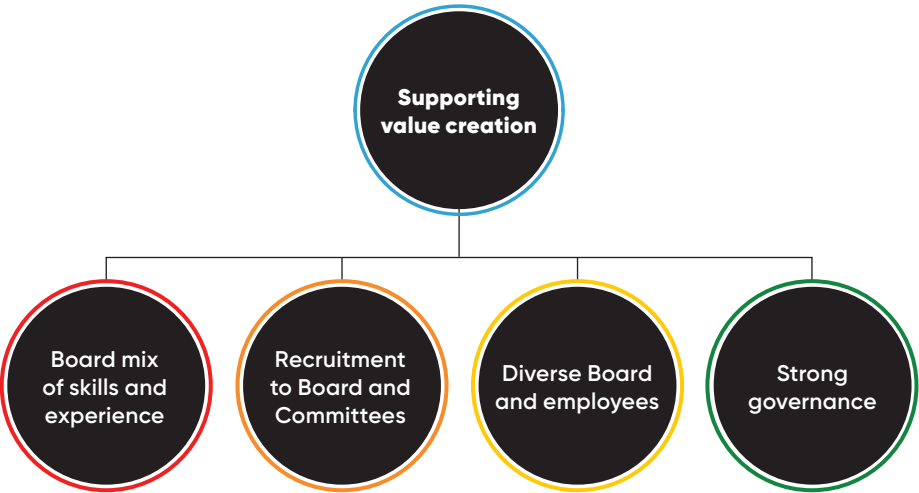 Supporting
value creation
Board mix
of skills and
experience
Recruitment
to Board and
Committees
Diverse Board
and employees
Strong
governance